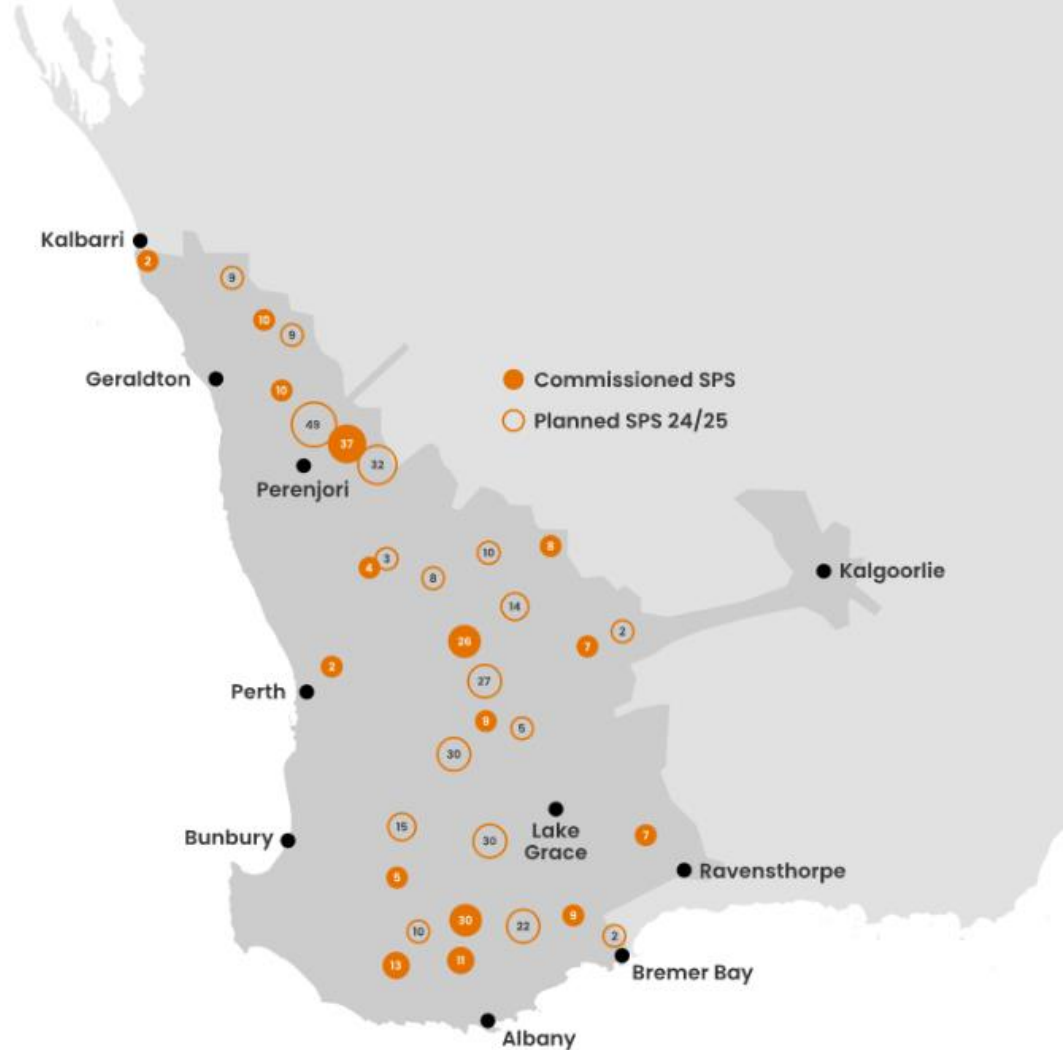 Kalbarri
2
9
10
9
Geraldton
10
Commissioned SPS
Planned SPS 24/25
49
37
32
Perenjori
3
4
8
10
8
14
Kalgoorlie
2
7
26
2
27
Perth
9
5
30
15
30
Lake
Grace
7
Bunbury
Ravensthorpe
5
30
22
9
10
2
13
11
Bremer Bay
Albany